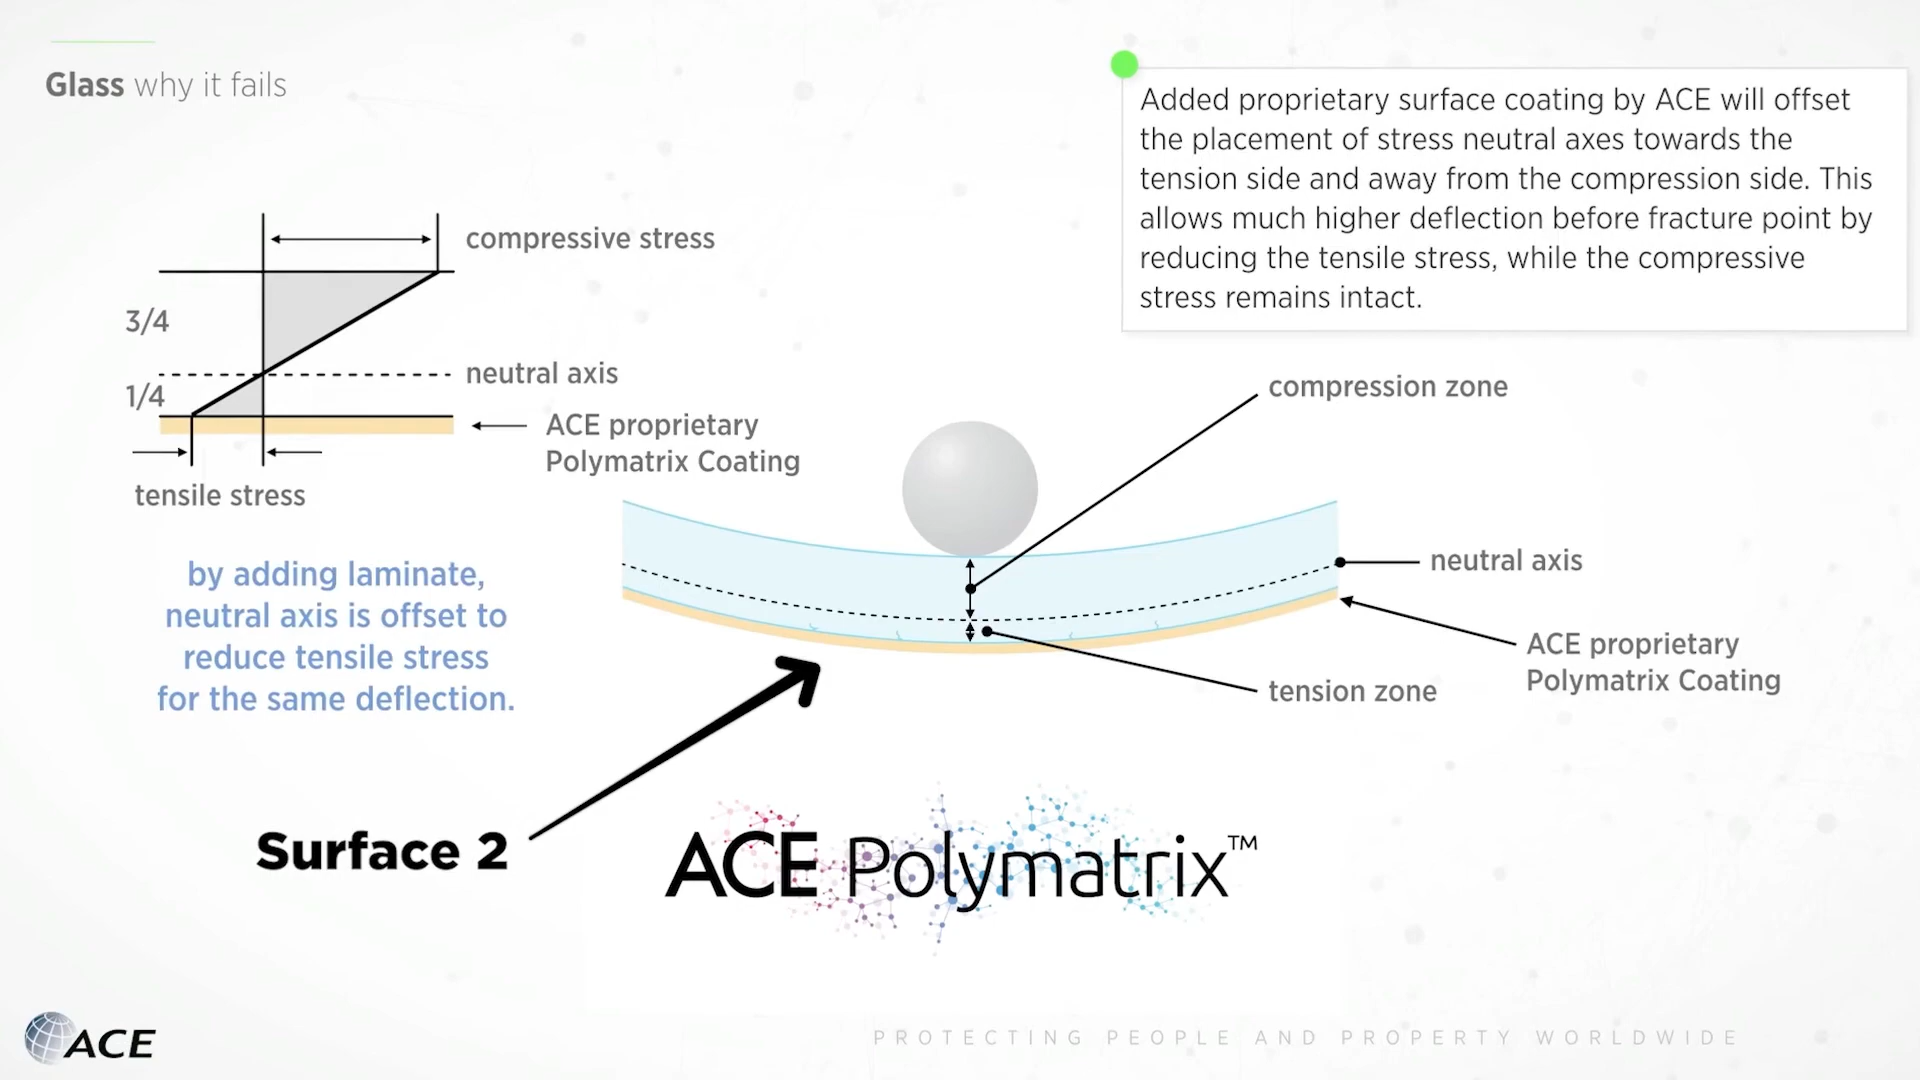 Glass why it fails
Added proprietary surface coating by ACE will offset
the placement of stress neutral axes towards the
tension side and away from the compression side. This
allows much higher deflection before fracture point by
reducing the tensile stress, while the compressive
stress remains intact.
compressive stress
3/4
neutral axis
1/4
ACE proprietary
Polymatrix Coating
tensile stress
by adding laminate,
neutral axis is offset to
reduce tensile stress
for the same deflection.
compression zone
neutral axis
ACE proprietary
Polymatrix Coating
tension zone
Surface 2
ACE Polymatrix™
ACE
PROTECTING PEOPLE AND PROPERTY WORLDWIDE